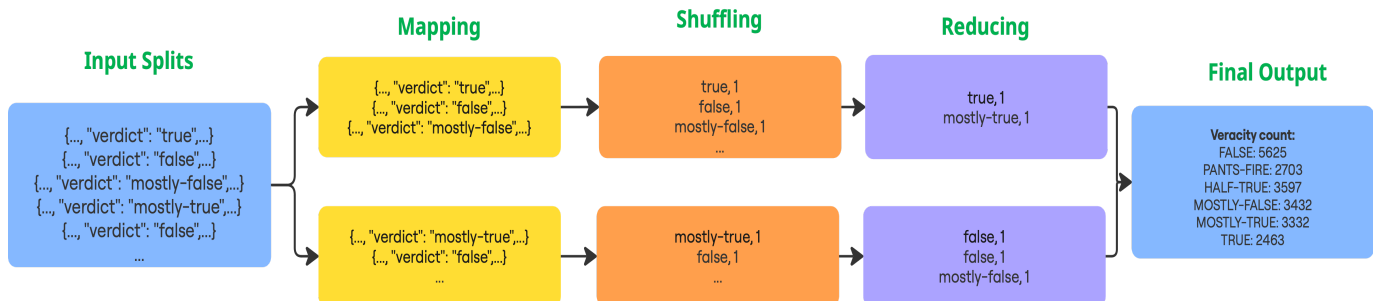 Input Splits
{..., "verdict": "true",...}
{..., "verdict": "false",...}
{..., "verdict": "mostly-false",...}
{..., "verdict": "mostly-true",...}
{..., "verdict": "false",...}
...
Mapping
{..., "verdict": "true",...}
{..., "verdict": "false",...}
{..., "verdict": "mostly-false",...}
{..., "verdict": "mostly-true",...}
{..., "verdict": "false",...}
...
Shuffling
true, 1
false, 1
mostly-false, 1
...
mostly-true, 1
false, 1
...
Reducing
true, 1
mostly-true, 1
false, 1
false, 1
mostly-false, 1
Final Output
Veracity count:
FALSE: 5625
PANTS-FIRE: 2703
HALF-TRUE: 3597
MOSTLY-FALSE: 3432
MOSTLY-TRUE: 3332
TRUE: 2463